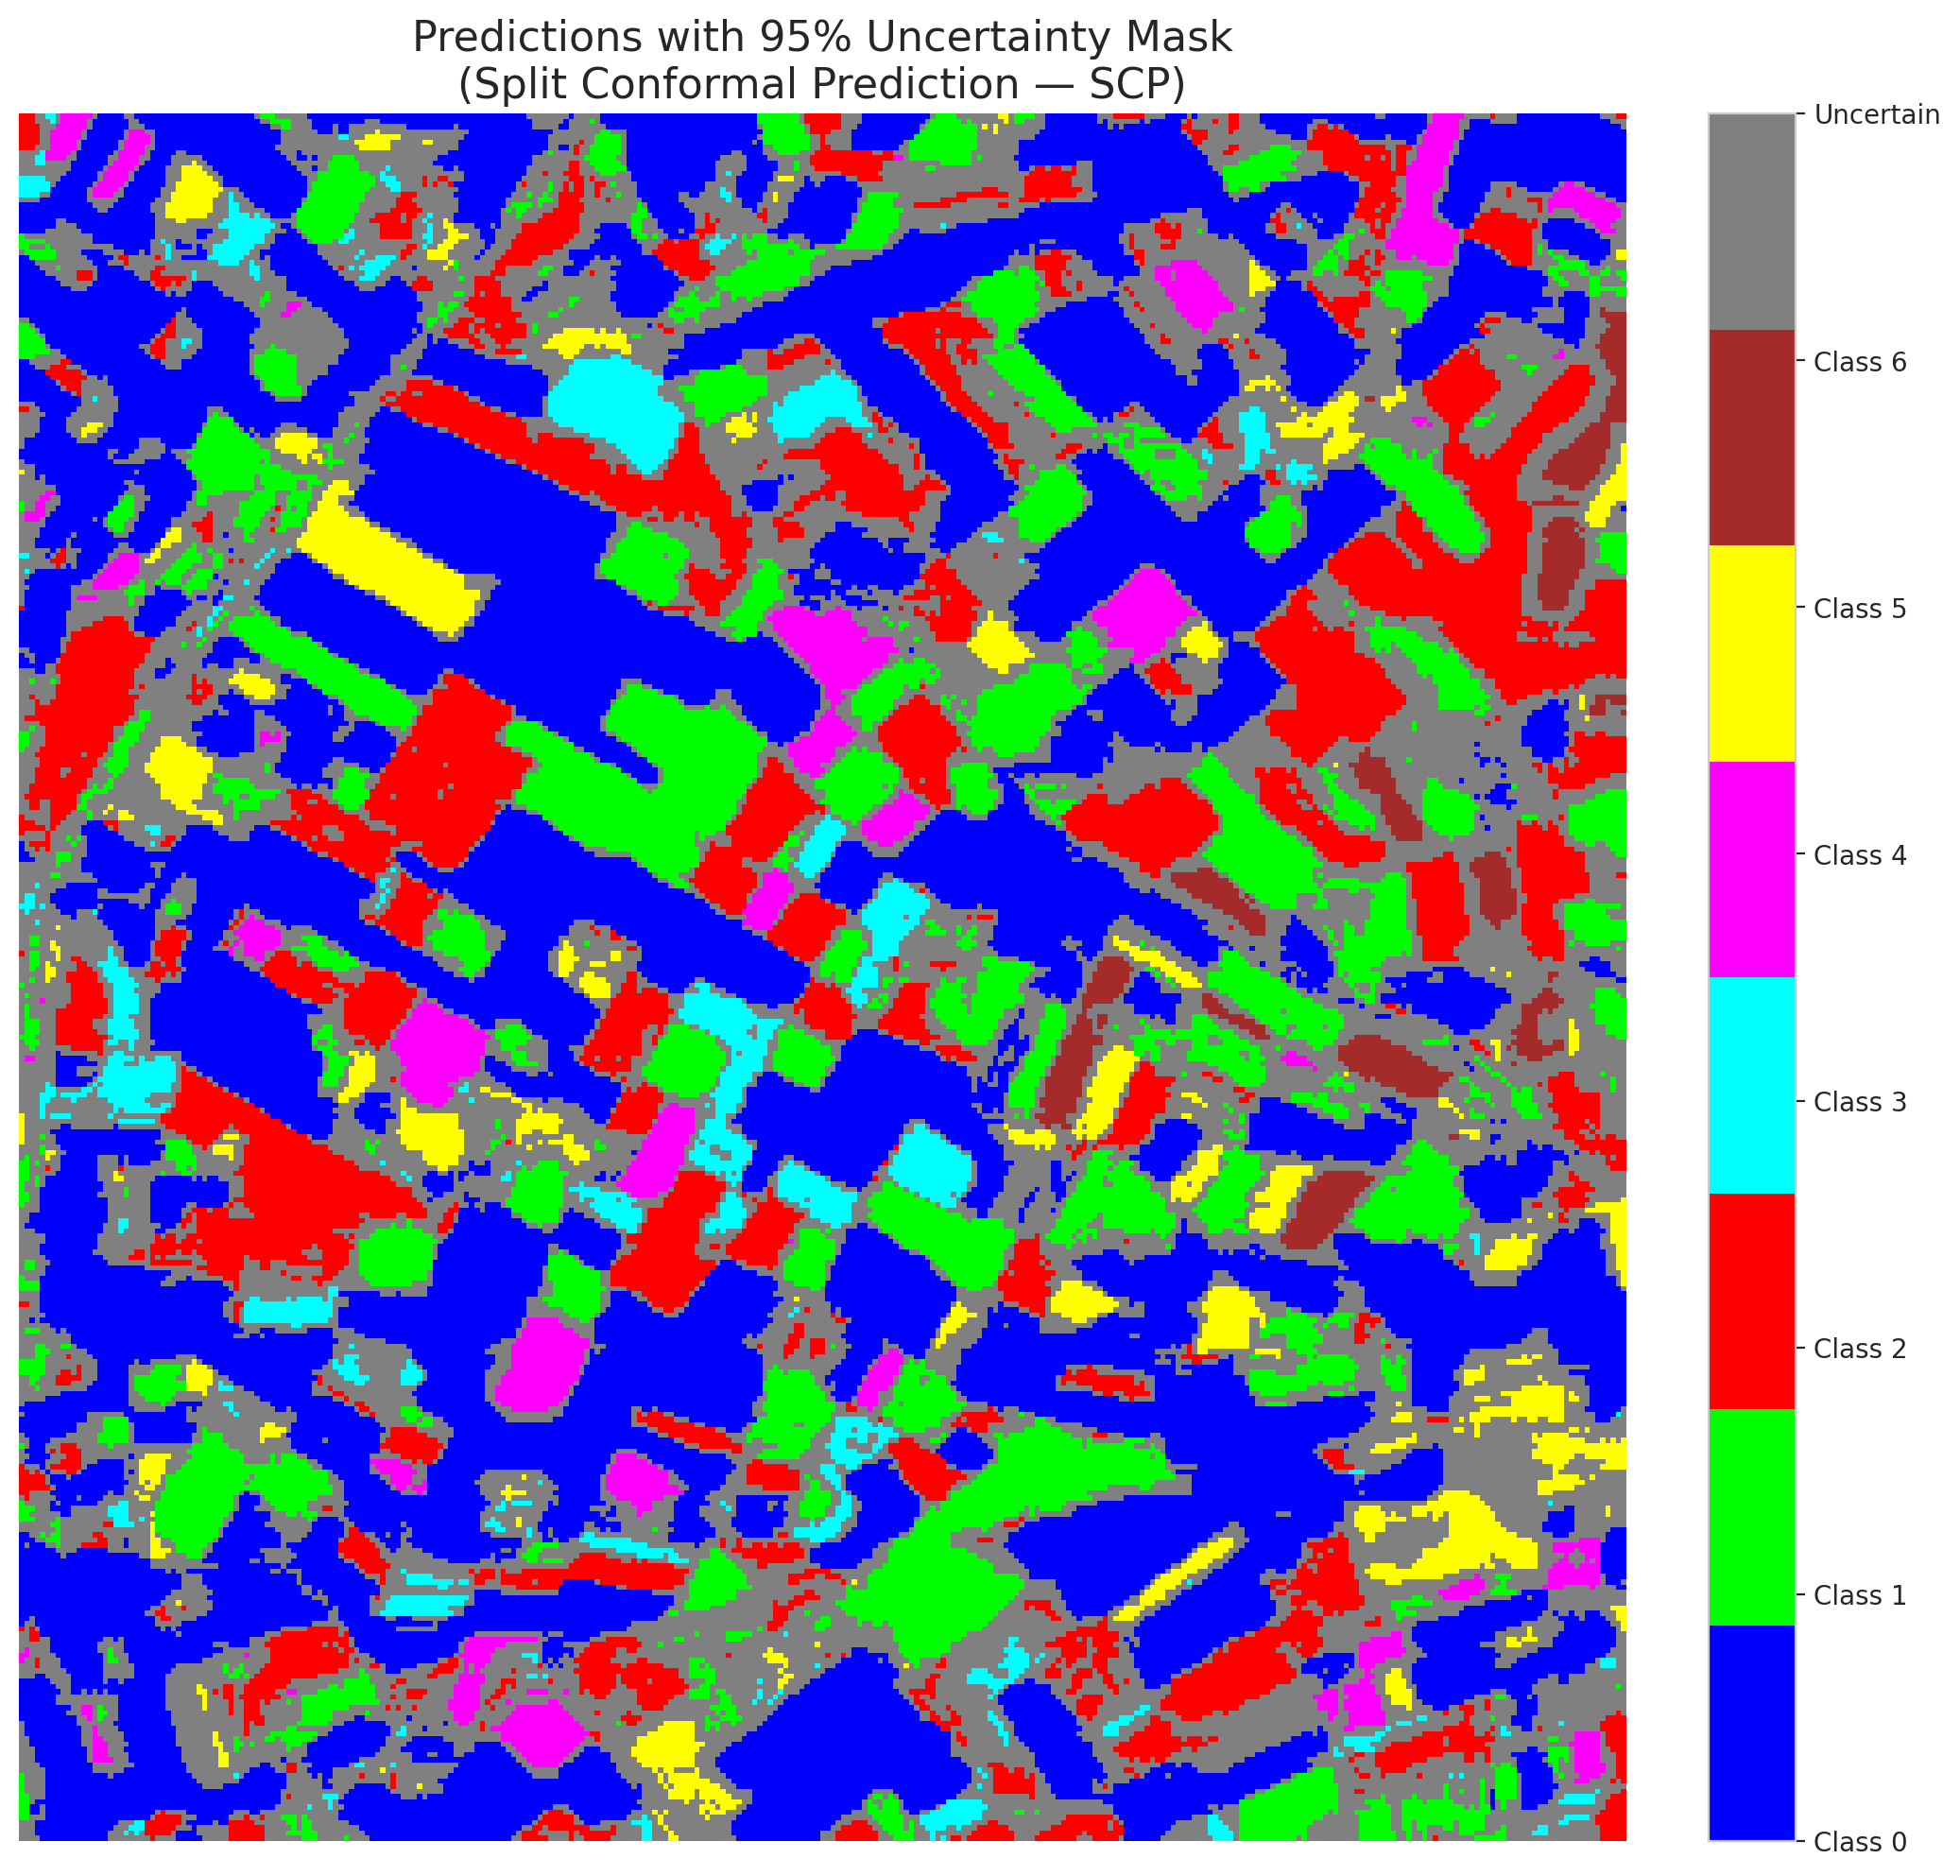 Predictions with 95% Uncertainty Mask
(Split Conformal Prediction — SCP)
Uncertain
Class 6
Class 5
Class 4
Class 3
Class 2
Class 1
Class 0